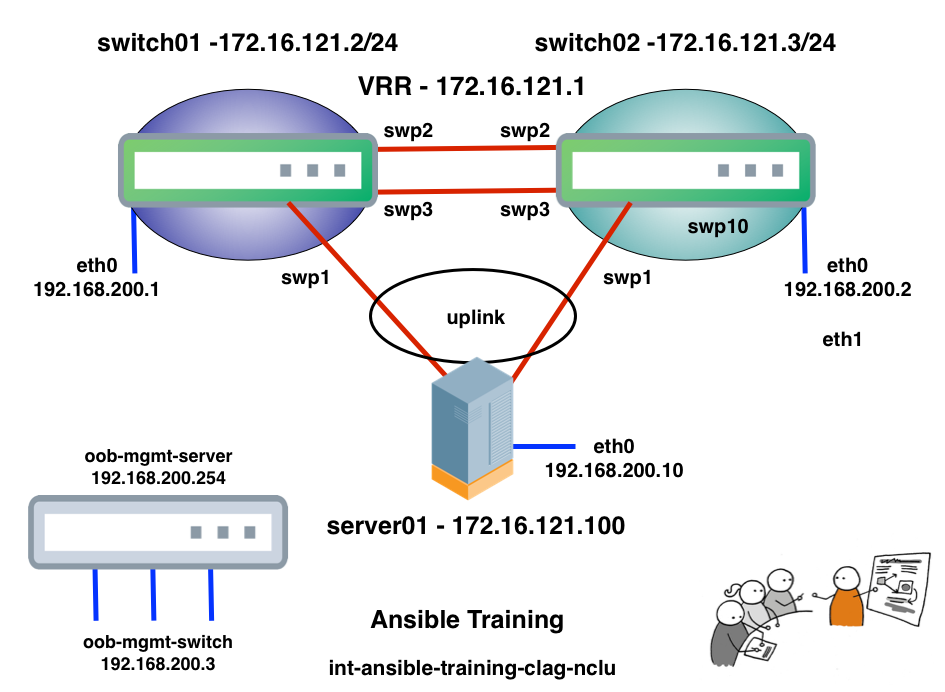 switch01 -172.16.121.2/24
switch02 -172.16.121.3/24
VRR - 172.16.121.1
swp2
swp2
swp3
swp3
swp10
eth0
192.168.200.1
swp1
swp1
eth0
192.168.200.2
uplink
eth1
eth0
192.168.200.10
oob-mgmt-server
192.168.200.254
server01 - 172.16.121.100
oob-mgmt-switch
192.168.200.3
Ansible Training
int-ansible-training-clag-nclu